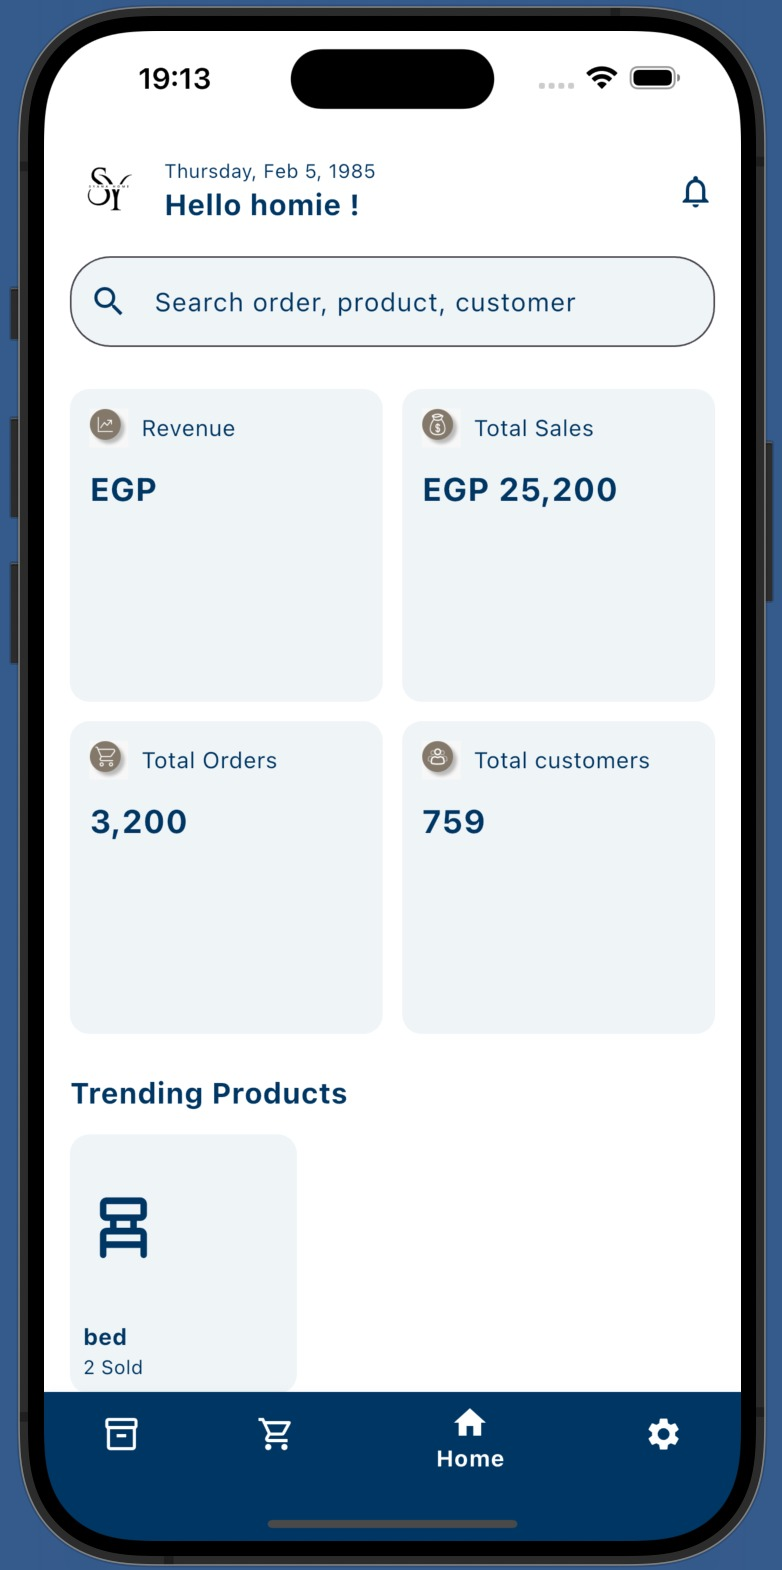 19:13
SY
Thursday, Feb 5, 1985
Hello homie !
Search order, product, customer
Revenue
EGP
Total Sales
EGP 25,200
Total Orders
3,200
Total customers
759
Trending Products
bed
2 Sold
Home